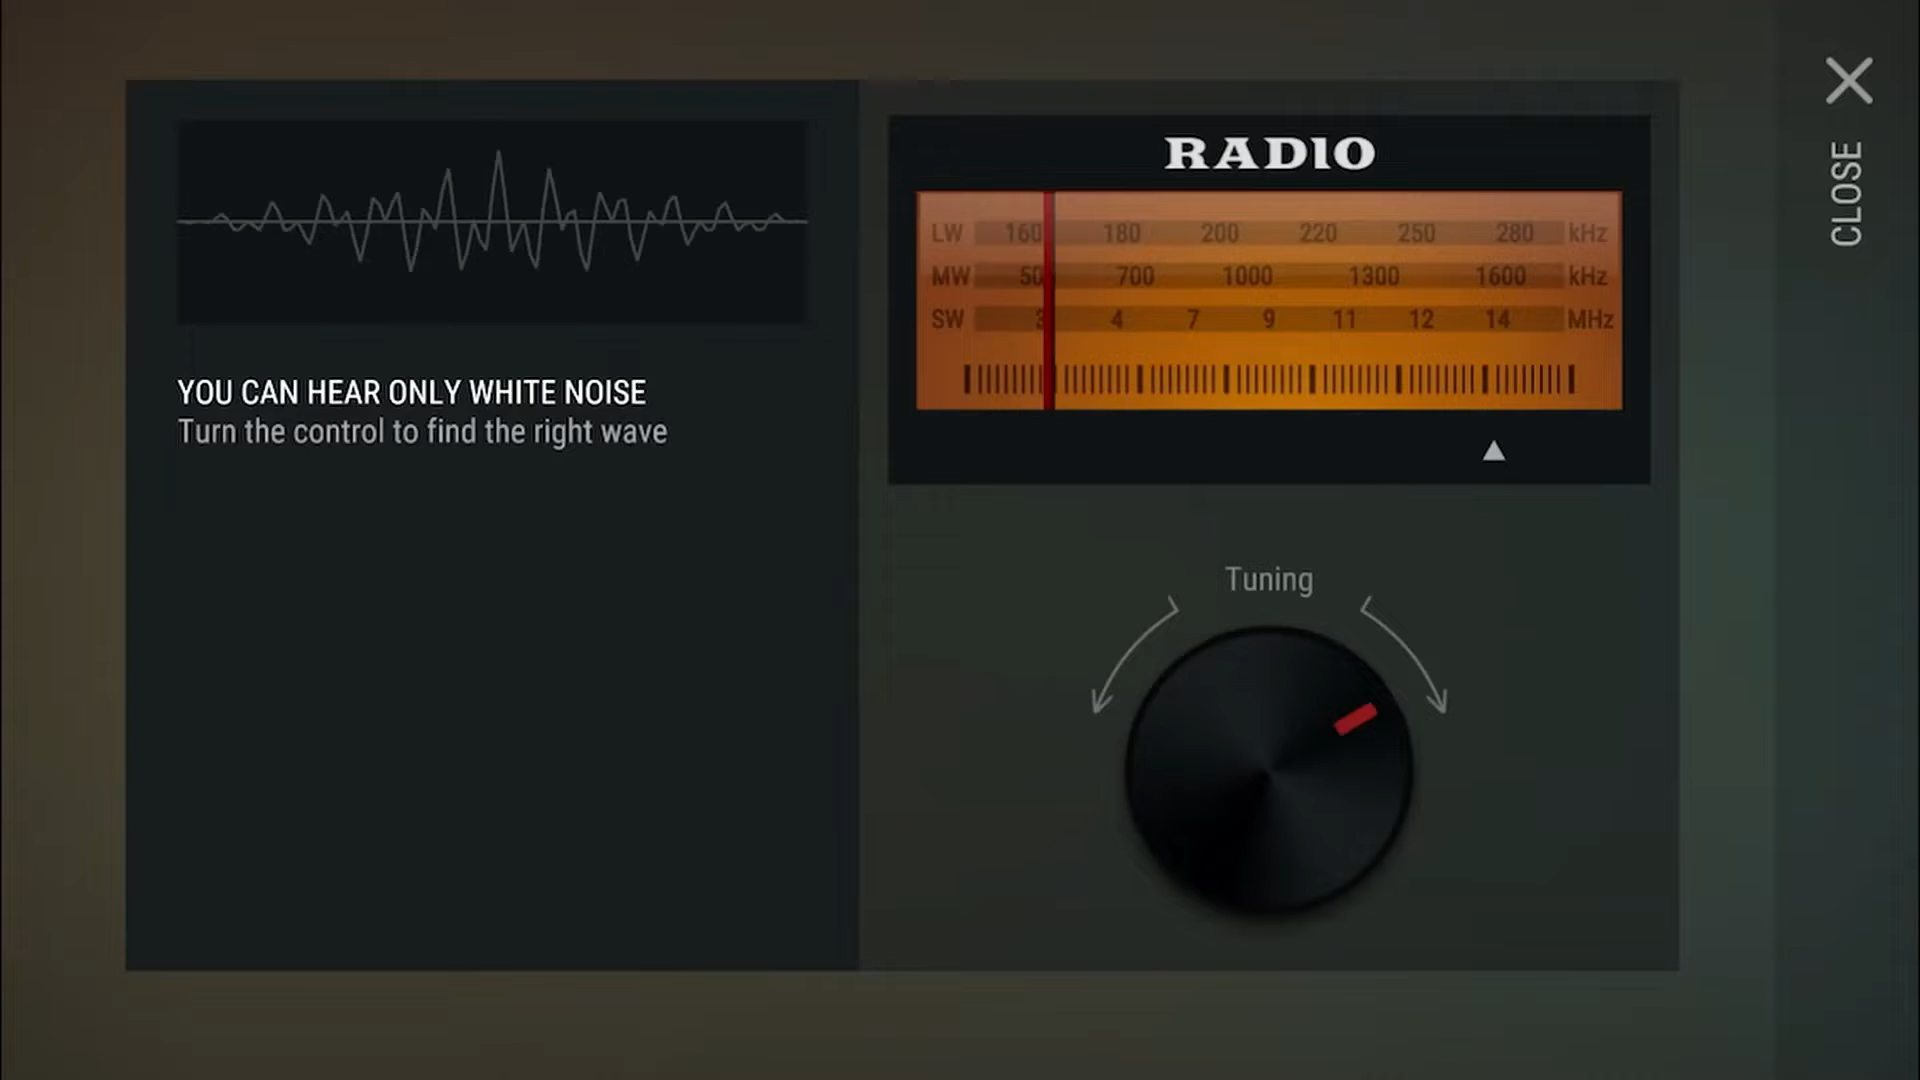 RADIO
LW 160 180 200 220 250 280 kHz
MW 50 700 1000 1300 1600 kHz
SW 3 4 7 9 11 12 14 MHz
YOU CAN HEAR ONLY WHITE NOISE
Turn the control to find the right wave
Tuning
CLOSE